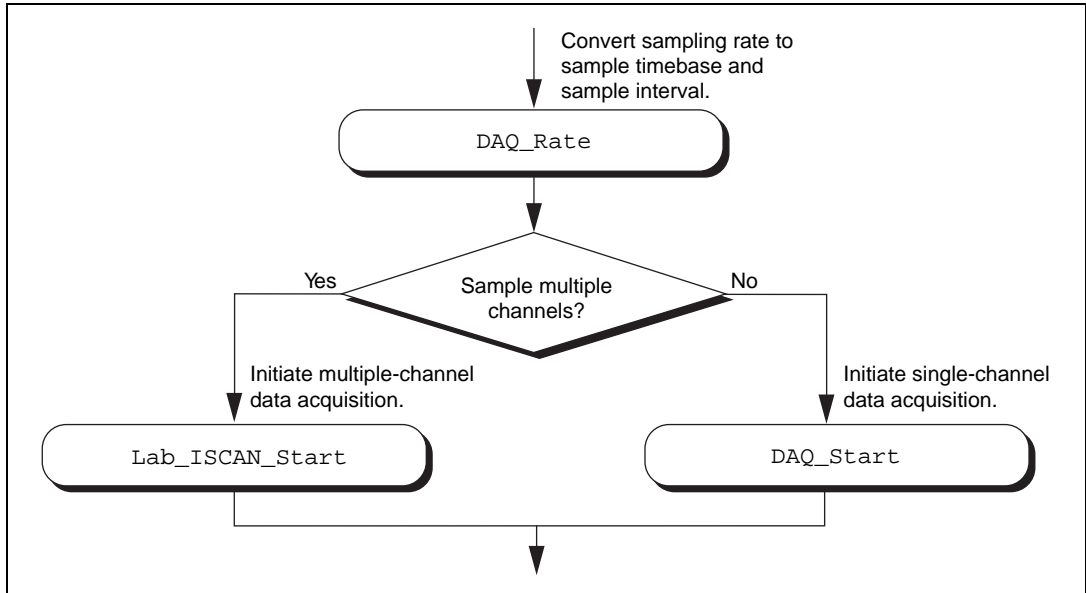 Convert sampling rate to
sample timebase and
sample interval.
DAQ_Rate
Yes
Sample multiple
channels?
No
Initiate multiple-channel
data acquisition.
Initiate single-channel
data acquisition.
Lab_ISCAN_Start
DAQ_Start